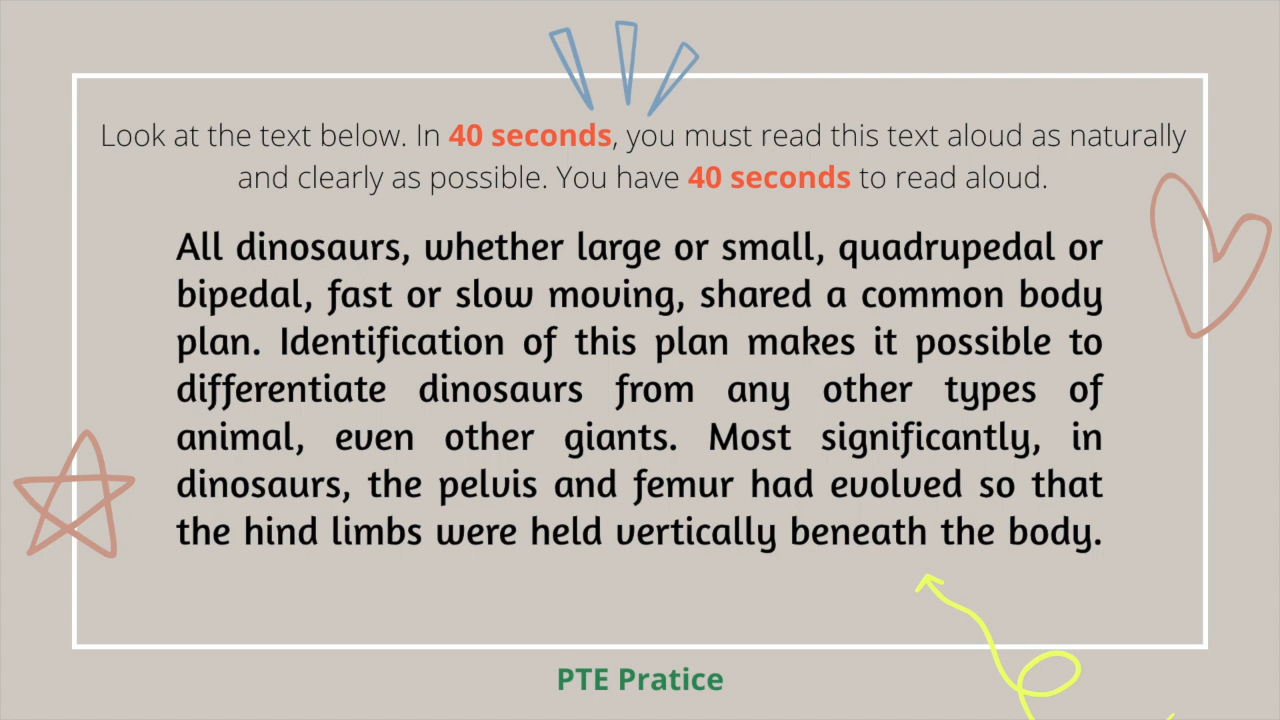 Look at the text below. In 40 seconds, you must read this text aloud as naturally
and clearly as possible. You have 40 seconds to read aloud.
All dinosaurs, whether large or small, quadrupedal or
bipedal, fast or slow moving, shared a common body
plan. Identification of this plan makes it possible to
differentiate dinosaurs from any other types of
animal, even other giants. Most significantly, in
dinosaurs, the pelvis and femur had evolved so that
the hind limbs were held vertically beneath the body.
PTE Pratice